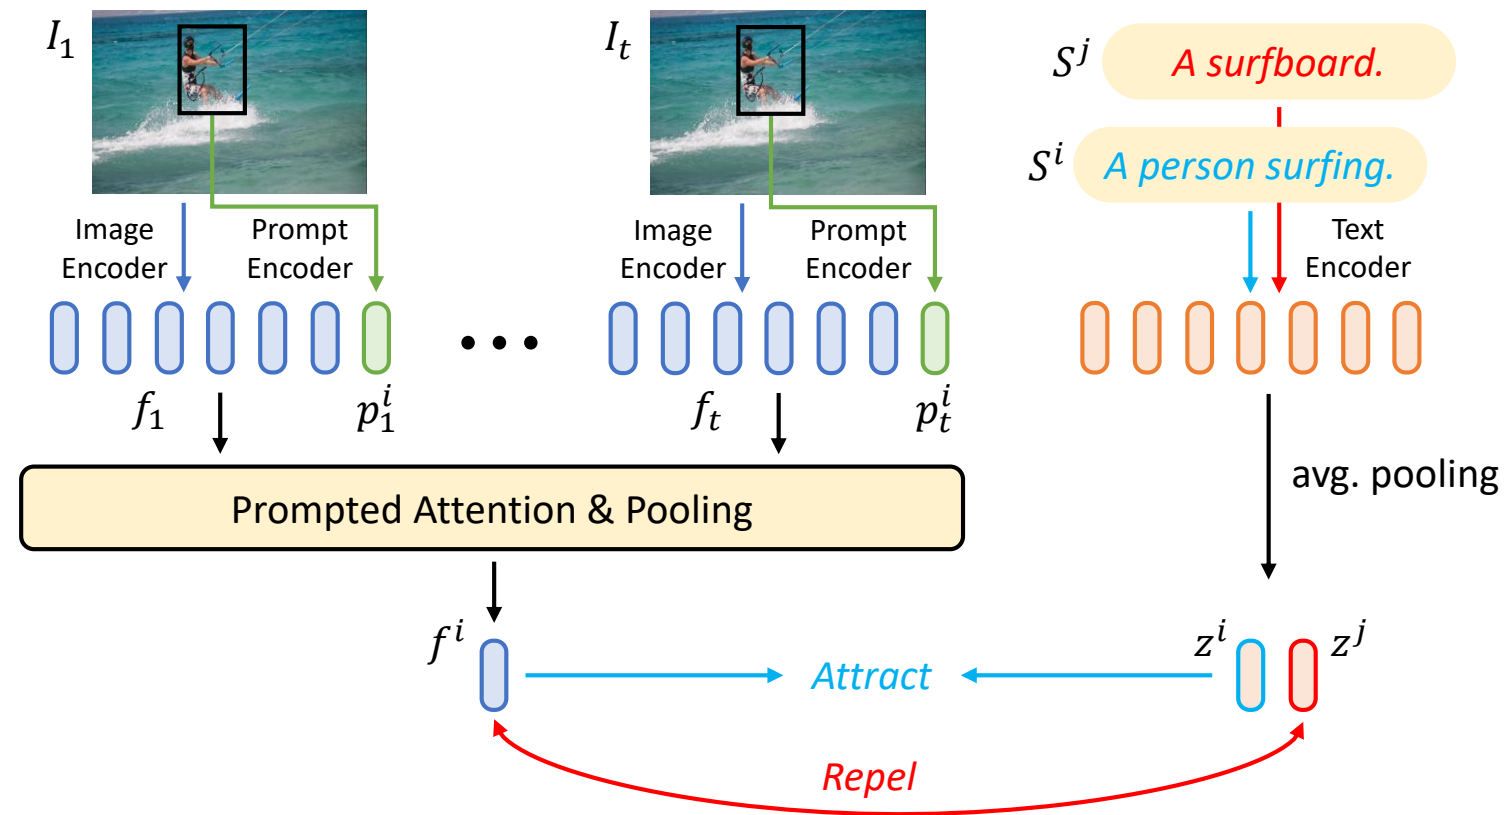 I₁
Iₜ
Sʲ
A surfboard.
Sⁱ
A person surfing.
Image
Encoder
Prompt
Encoder
Image
Encoder
Prompt
Encoder
Text
Encoder
f₁
p₁ⁱ
fₜ
pₜⁱ
Prompted Attention & Pooling
avg. pooling
fⁱ
Attract
zⁱ
zʲ
Repel